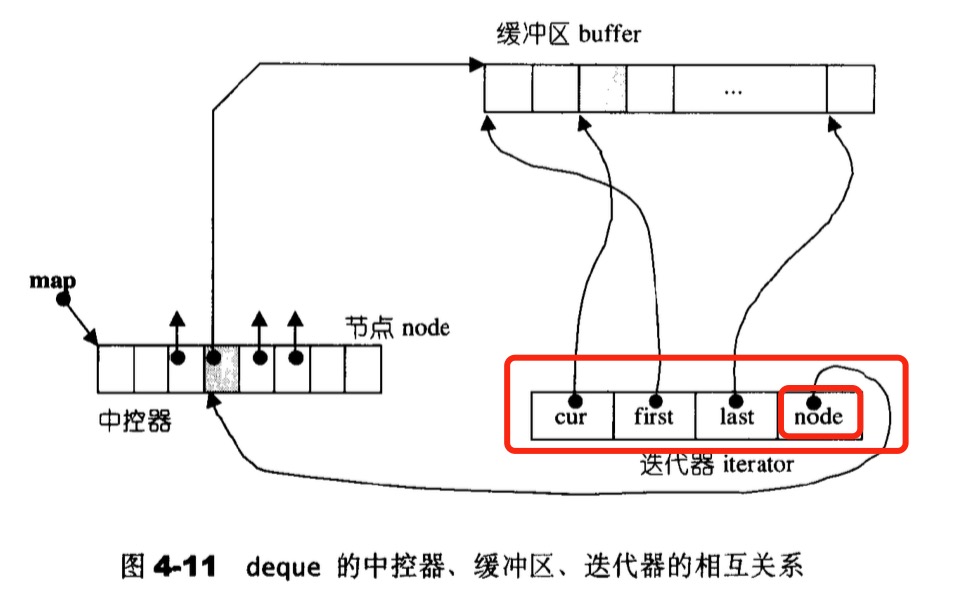 缓冲区 buffer
...
map
节点 node
中控器
cur first last node
迭代器 iterator
图 4-11 deque 的中控器、缓冲区、迭代器的相互关系